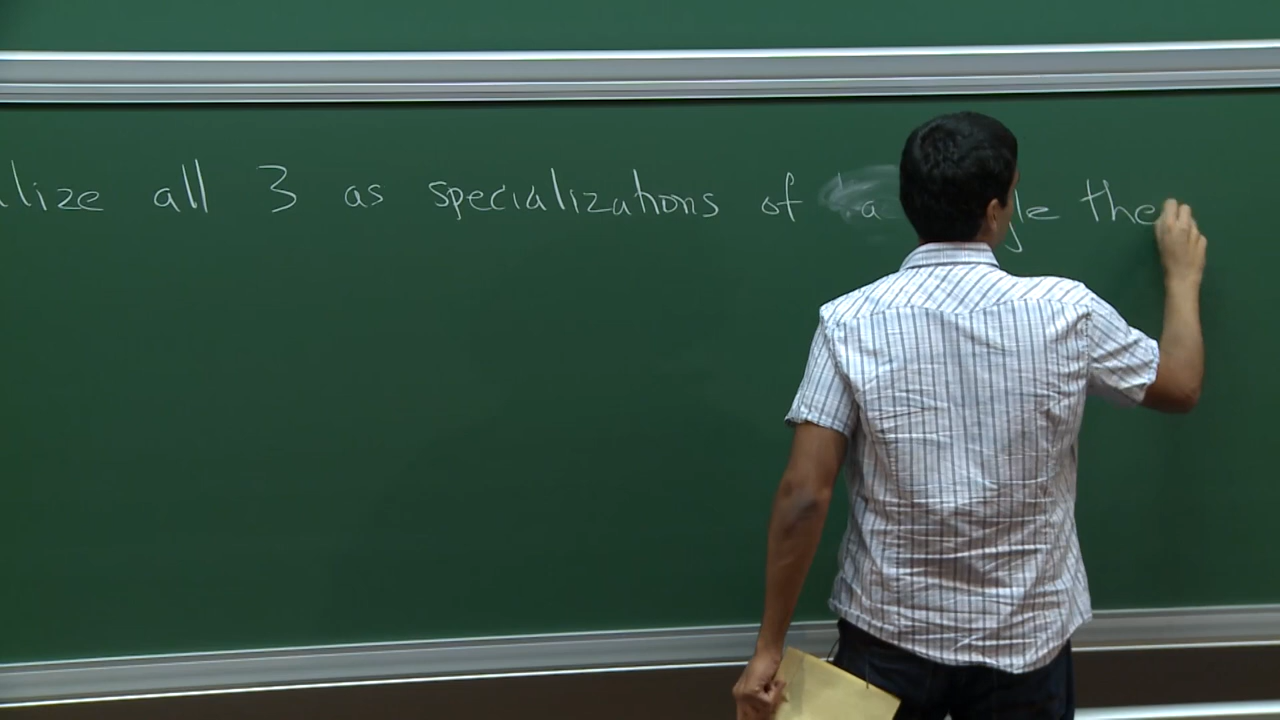 lize all 3 as specializations of a le the